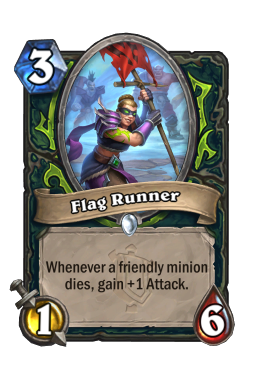 3
Flag Runner
Whenever a friendly minion
dies, gain +1 Attack.
1
6